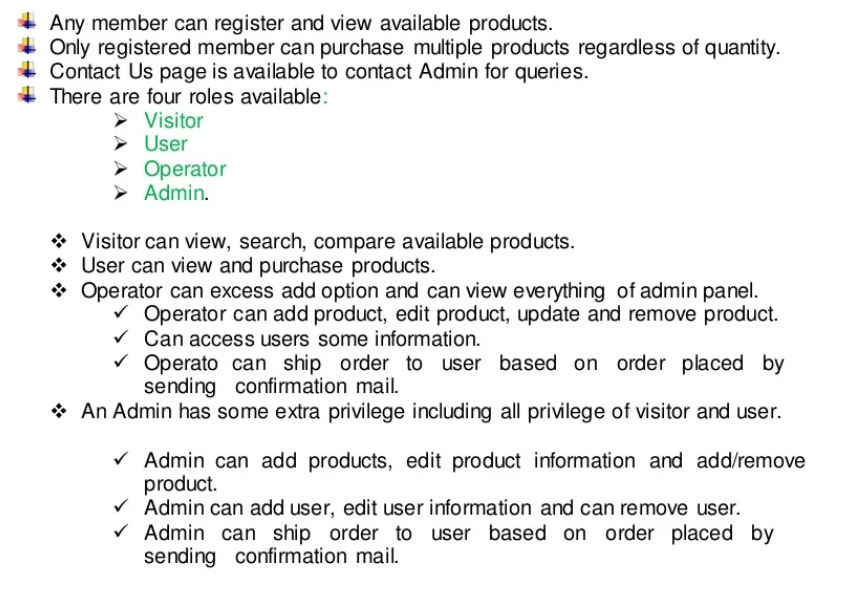 Any member can register and view available products.
Only registered member can purchase multiple products regardless of quantity.
Contact Us page is available to contact Admin for queries.
There are four roles available:
Visitor
User
Operator
Admin.
Visitor can view, search, compare available products.
User can view and purchase products.
Operator can excess add option and can view everything of admin panel.
Operator can add product, edit product, update and remove product.
Can access users some information.
Operato can ship order to user based on order placed by
sending confirmation mail.
An Admin has some extra privilege including all privilege of visitor and user.
Admin can add products, edit product information and add/remove
product.
Admin can add user, edit user information and can remove user.
Admin can ship order to user based on order placed by
sending confirmation mail.